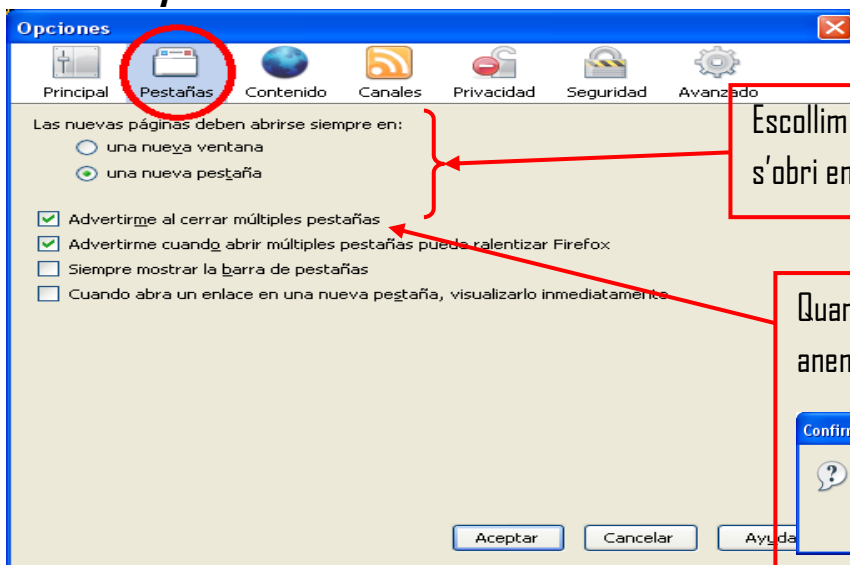 Opciones
Principal Pestañas Contenido Canales Privacidad Seguridad Avanzado
Las nuevas páginas deben abrirse siempre en:
una nueva ventana
una nueva pestaña
Advertirme al cerrar múltiples pestañas
Advertirme cuando abrir múltiples pestañas puede ralentizar Firefox
Siempre mostrar la barra de pestañas
Cuando abra un enlace en una nueva pestaña, visualizarlo inmediatamente
Aceptar Cancelar Ayuda
Escollim
s'obri en